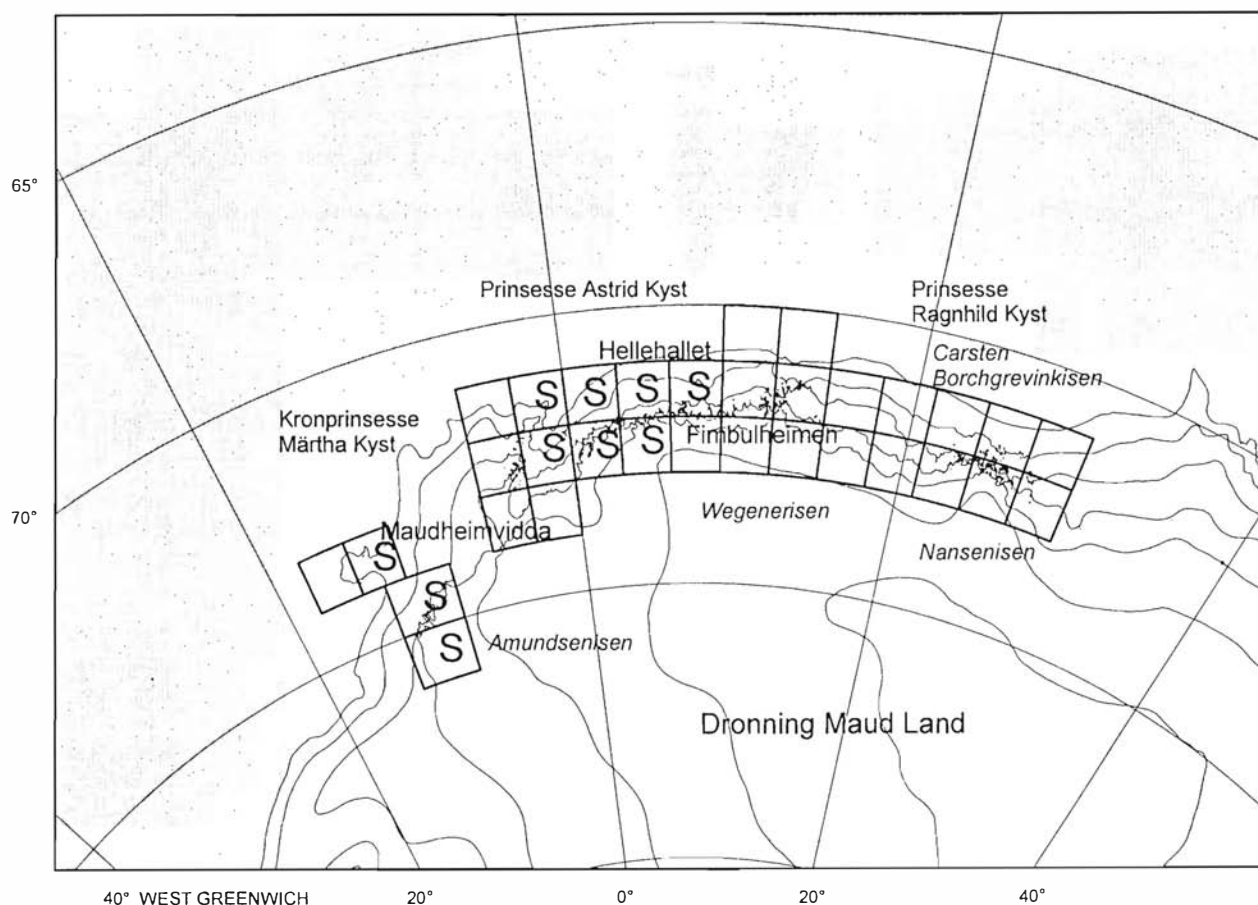 65°
Prinsesse Astrid Kyst
Prinsesse
Ragnhild Kyst
Hellehallet
Carsten
Borchgrevinkisen
S
S
S
S
Kronprinsesse
Märtha Kyst
Fimbulheimen
S
S
S
70°
Wegenerisen
Maudheimvidda
Nansenisen
S
S
Amundsenisen
S
Dronning Maud Land
40° WEST GREENWICH
20°
0°
20°
40°